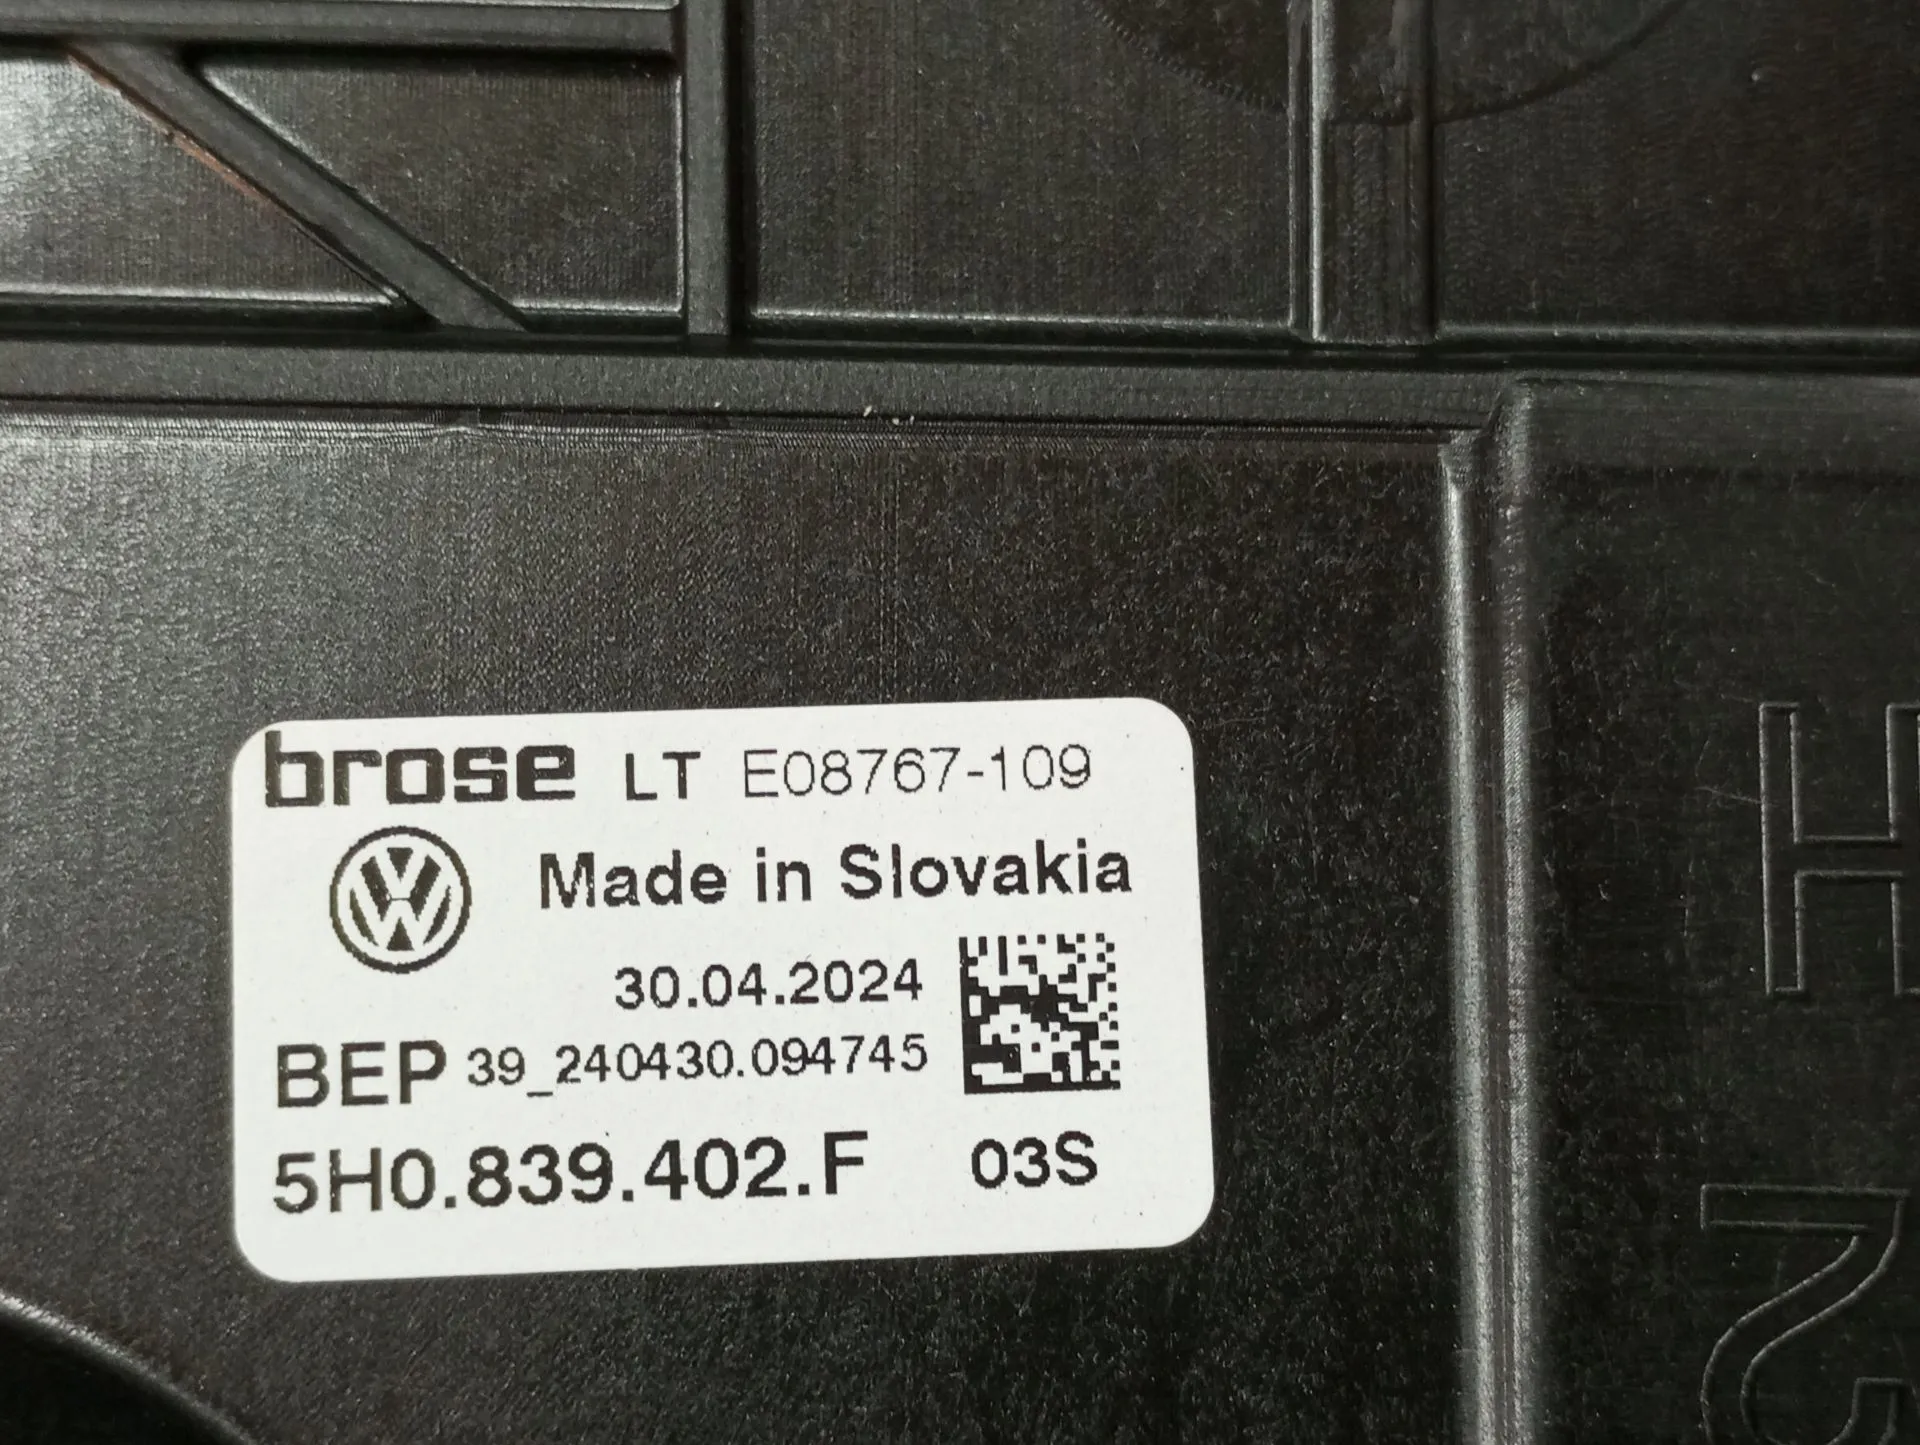 brose LT E08767-109
Made in Slovakia
30.04.2024
BEP 39_240430.094745
5H0.839.402.F 03S
H